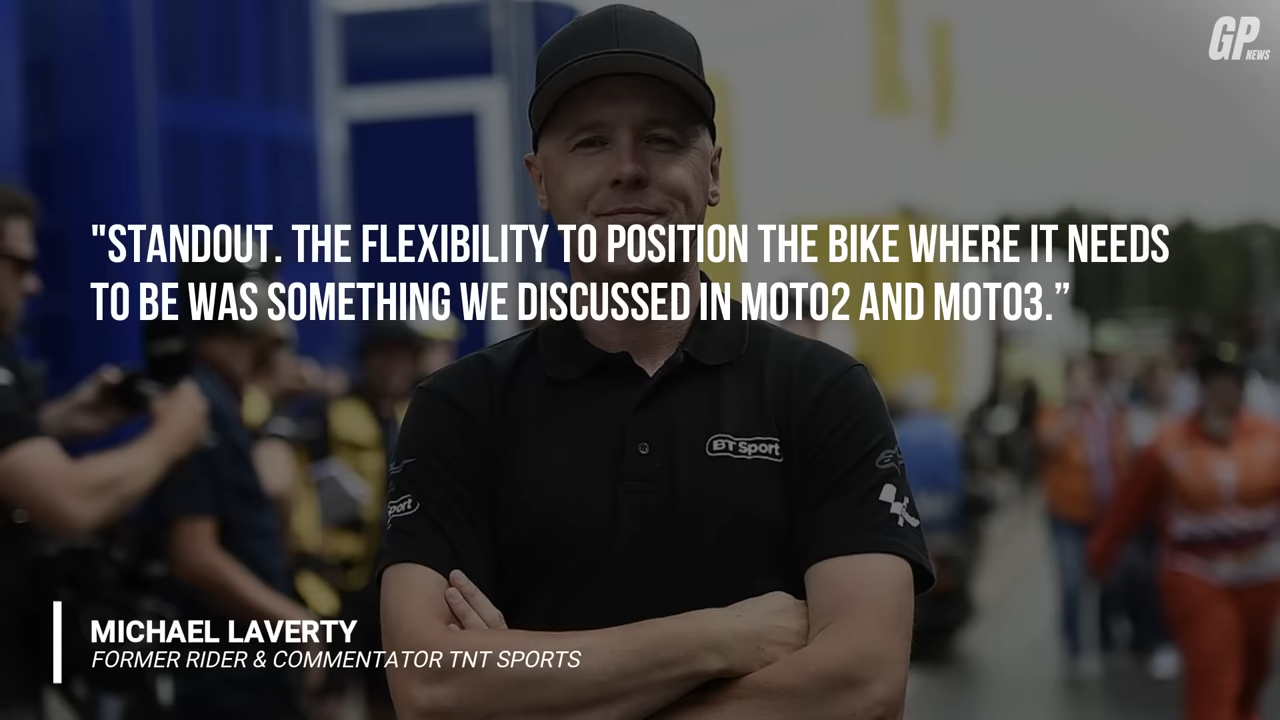 GP
NEWS
"STANDOUT. THE FLEXIBILITY TO POSITION THE BIKE WHERE IT NEEDS
TO BE WAS SOMETHING WE DISCUSSED IN MOTO2 AND MOTO3.”
BT Sport
port
MICHAEL LAVERTY
FORMER RIDER & COMMENTATOR TNT SPORTS